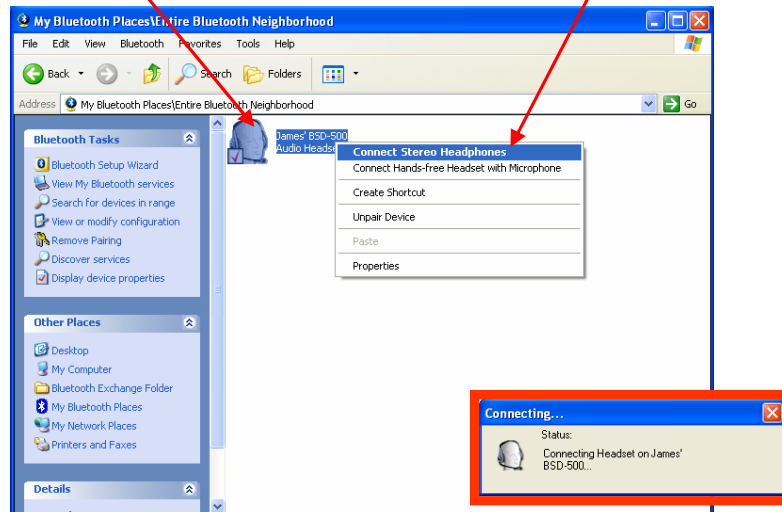 My Bluetooth Places\Entire Bluetooth Neighborhood
File Edit View Bluetooth Favorites Tools Help
Back Search Folders
Address My Bluetooth Places\Entire Bluetooth Neighborhood Go
Bluetooth Tasks
Bluetooth Setup Wizard
View My Bluetooth services
Search for devices in range
View or modify configuration
Remove Pairing
Discover services
Display device properties
Other Places
Desktop
My Computer
Bluetooth Exchange Folder
My Bluetooth Places
My Network Places
Printers and Faxes
Details
James' BSD-500
Audio
Connect Stereo Headphones
Connect Hands-free Headset with Microphone
Create Shortcut
Unpair Device
Paste
Properties
Connecting...
Status:
Connecting Headset on James'
BSD-500...